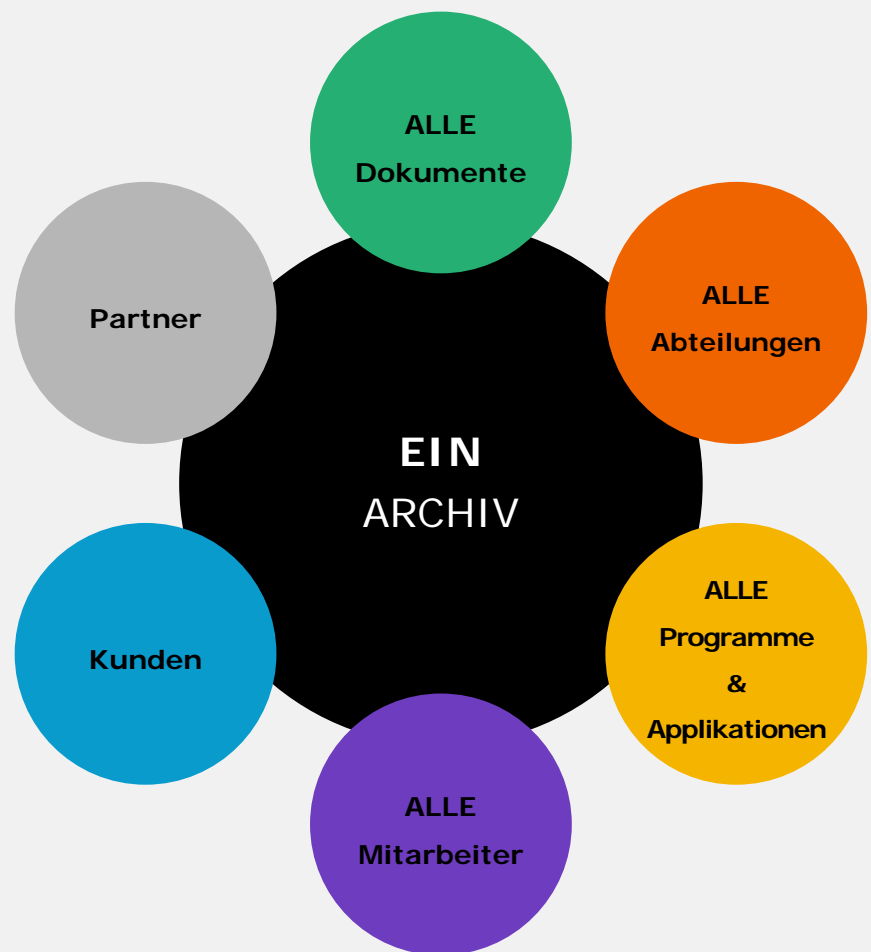 ALLE
Dokumente
Partner
ALLE
Abteilungen
EIN
ARCHIV
Kunden
ALLE
Programme
&
Applikationen
ALLE
Mitarbeiter